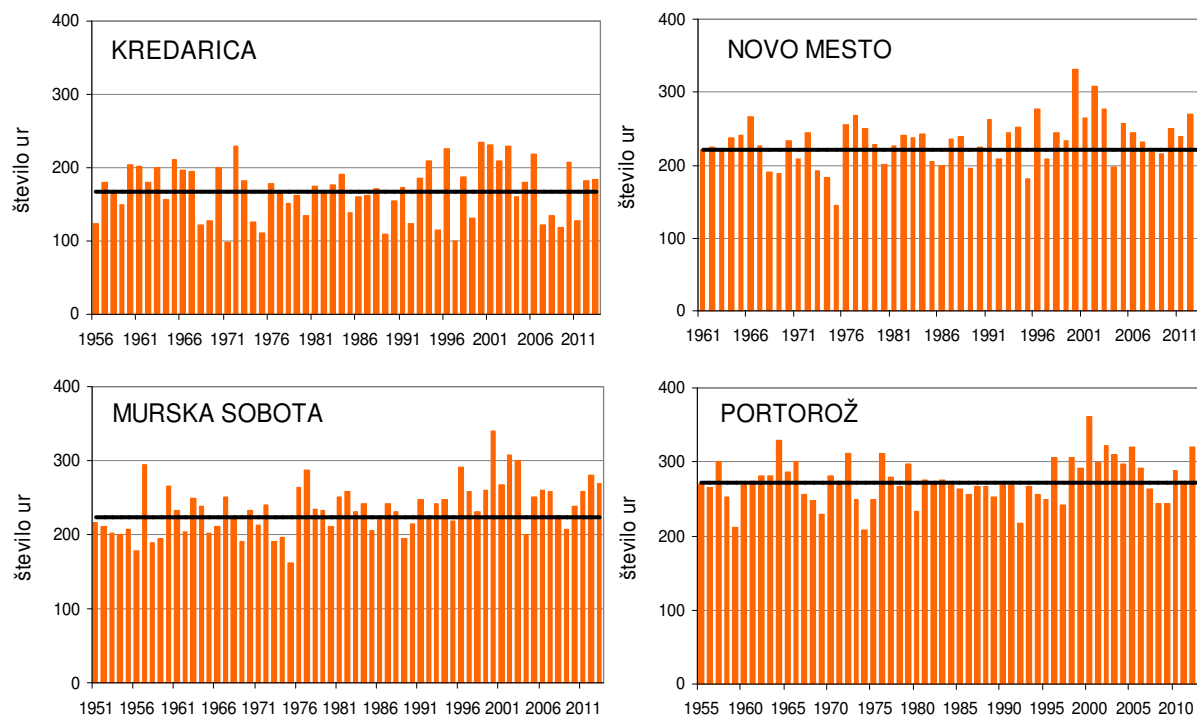 KREDARICA
število ur
400
300
200
100
0
1956 1961 1966 1971 1976 1981 1986 1991 1996 2001 2006 2011
NOVO MESTO
število ur
400
300
200
100
0
1961 1966 1971 1976 1981 1986 1991 1996 2001 2006 2011
MURSKA SOBOTA
število ur
400
300
200
100
0
1951 1956 1961 1966 1971 1976 1981 1986 1991 1996 2001 2006 2011
PORTOROŽ
število ur
400
300
200
100
0
1955 1960 1965 1970 1975 1980 1985 1990 1995 2000 2005 2010